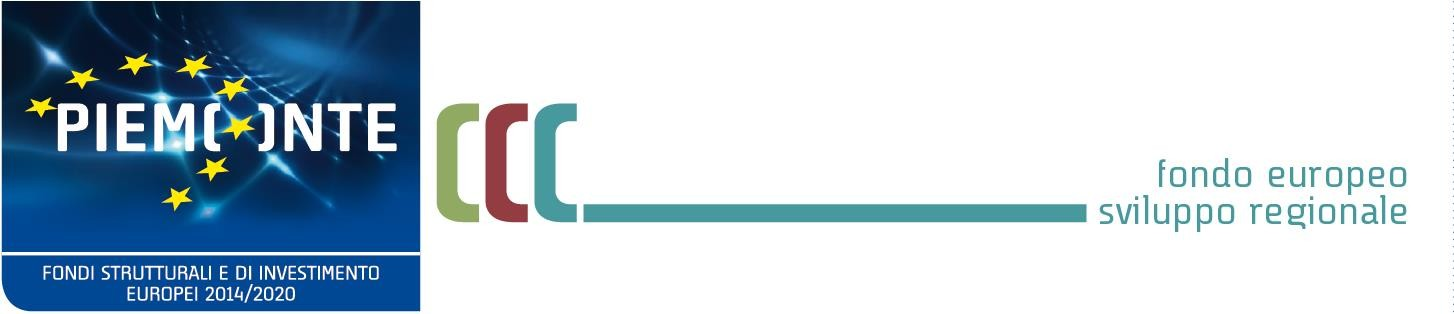 PIEMONTE
FONDI STRUTTURALI E DI INVESTIMENTO
EUROPEI 2014/2020
fondo europeo
sviluppo regionale